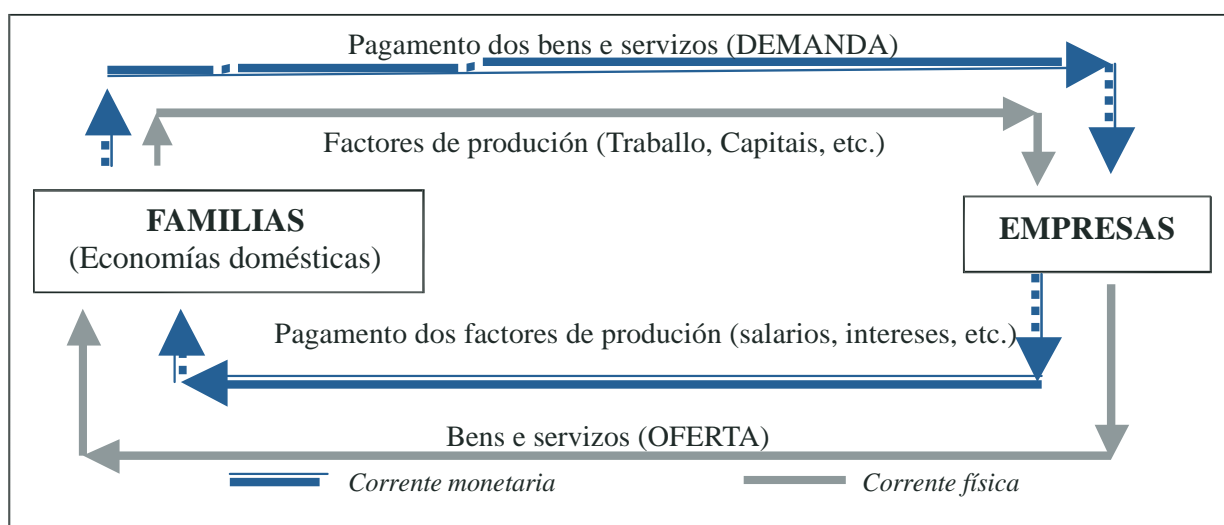 Pagamento dos bens e servizos (DEMANDA)
Factores de produción (Traballo, Capitais, etc.)
FAMILIAS
(Economías domésticas)
EMPRESAS
Pagamento dos factores de produción (salarios, intereses, etc.)
Bens e servizos (OFERTA)
Corrente monetaria
Corrente física